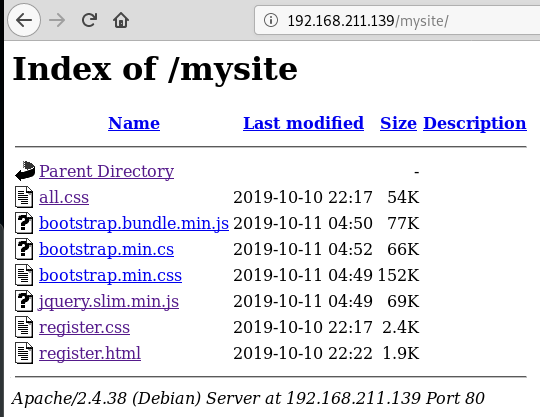 192.168.211.139/mysite/
Index of /mysite
Name Last modified Size Description
Parent Directory -
all.css 2019-10-10 22:17 54K
bootstrap.bundle.min.js 2019-10-11 04:50 77K
bootstrap.min.cs 2019-10-11 04:52 66K
bootstrap.min.css 2019-10-11 04:49 152K
jquery.slim.min.js 2019-10-11 04:49 69K
register.css 2019-10-10 22:17 2.4K
register.html 2019-10-10 22:22 1.9K
Apache/2.4.38 (Debian) Server at 192.168.211.139 Port 80